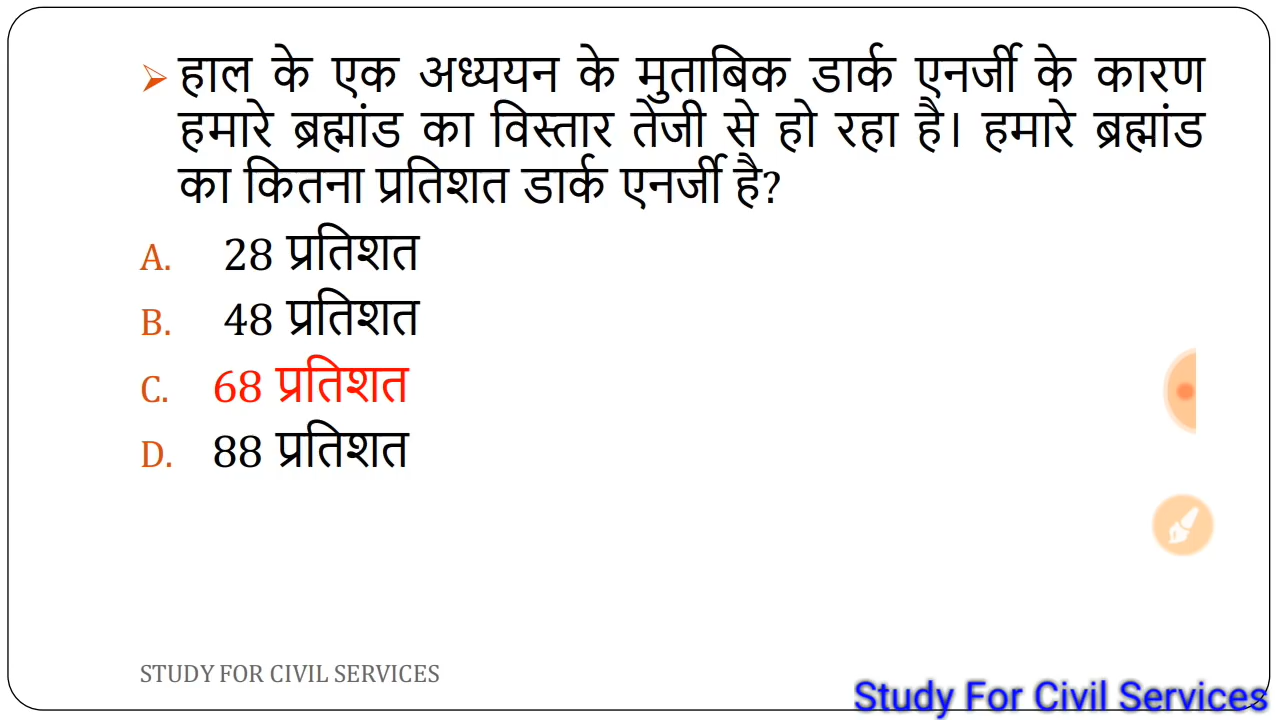 हाल के एक अध्ययन के मुताबिक डार्क एनर्जी के कारण
हमारे ब्रह्मांड का विस्तार तेजी से हो रहा है। हमारे ब्रह्मांड
का कितना प्रतिशत डार्क एनर्जी है?
A. 28 प्रतिशत
B. 48 प्रतिशत
C. 68 प्रतिशत
D. 88 प्रतिशत
STUDY FOR CIVIL SERVICES
Study For Civil Services